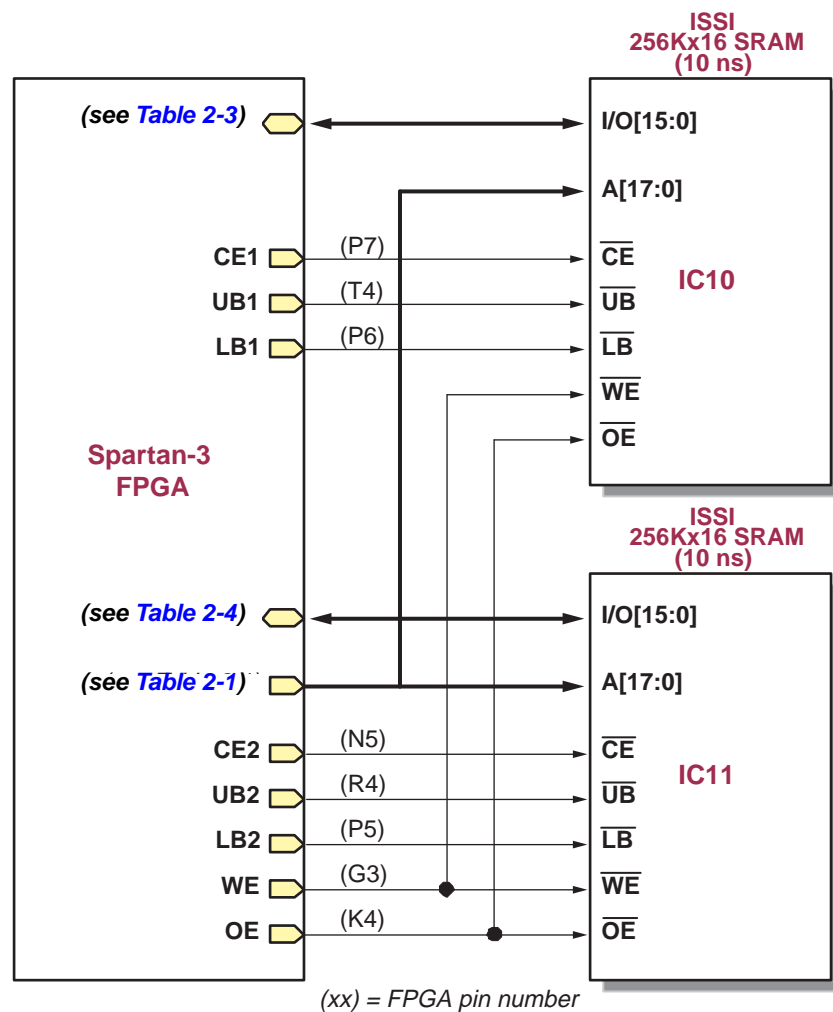 ISSI
256Kx16 SRAM
(10 ns)
(see Table 2-3)
I/O[15:0]
A[17:0]
CE1
(P7)
CE
IC10
UB1
(T4)
UB
LB1
(P6)
LB
WE
OE
Spartan-3
FPGA
ISSI
256Kx16 SRAM
(10 ns)
(see Table 2-4)
I/O[15:0]
(see Table 2-1)
A[17:0]
CE2
(N5)
CE
IC11
UB2
(R4)
UB
LB2
(P5)
LB
WE
(G3)
WE
OE
(K4)
OE
(xx) = FPGA pin number